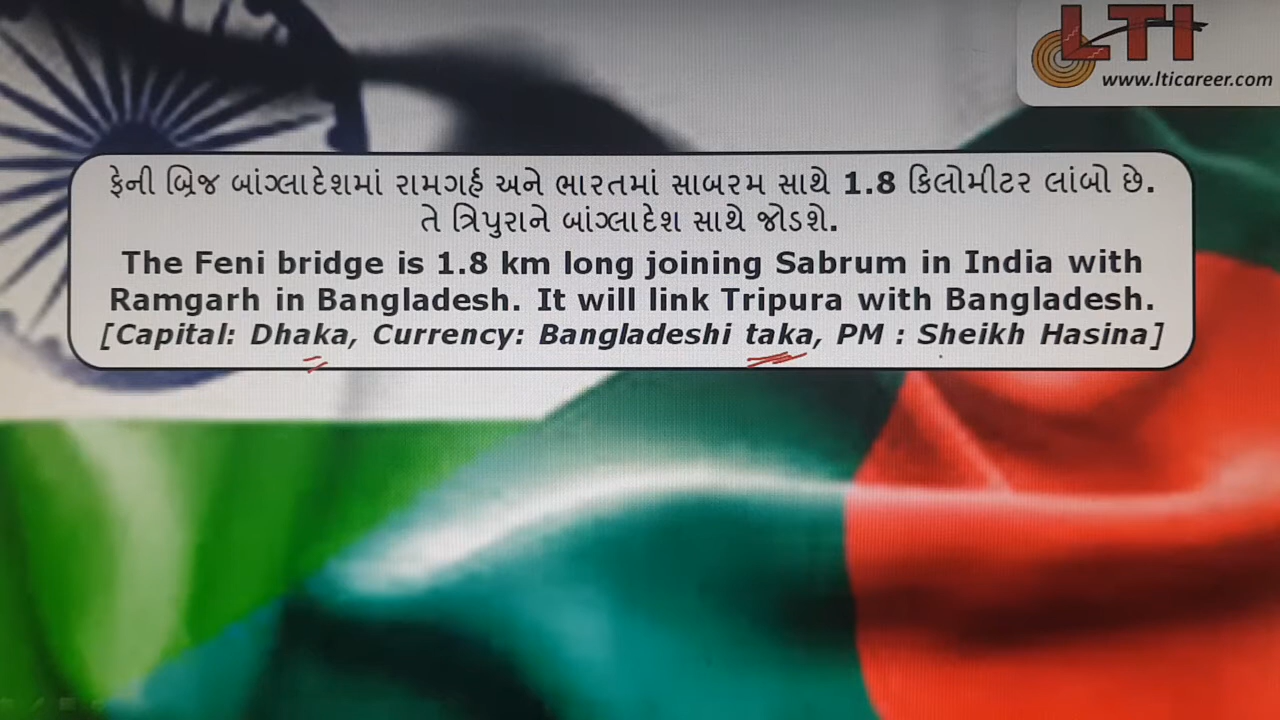 LTI
www.lticareer.com
ફેની બ્રિજ બાંગ્લાદેશમાં રામગર્હ અને ભારતમાં સાબરમ સાથે 1.8 કિલોમીટર લાંબો છે.
તે ત્રિપુરાને બાંગ્લાદેશ સાથે જોડશે.
The Feni bridge is 1.8 km long joining Sabrum in India with
Ramgarh in Bangladesh. It will link Tripura with Bangladesh.
[Capital: Dhaka, Currency: Bangladeshi taka, PM : Sheikh Hasina]